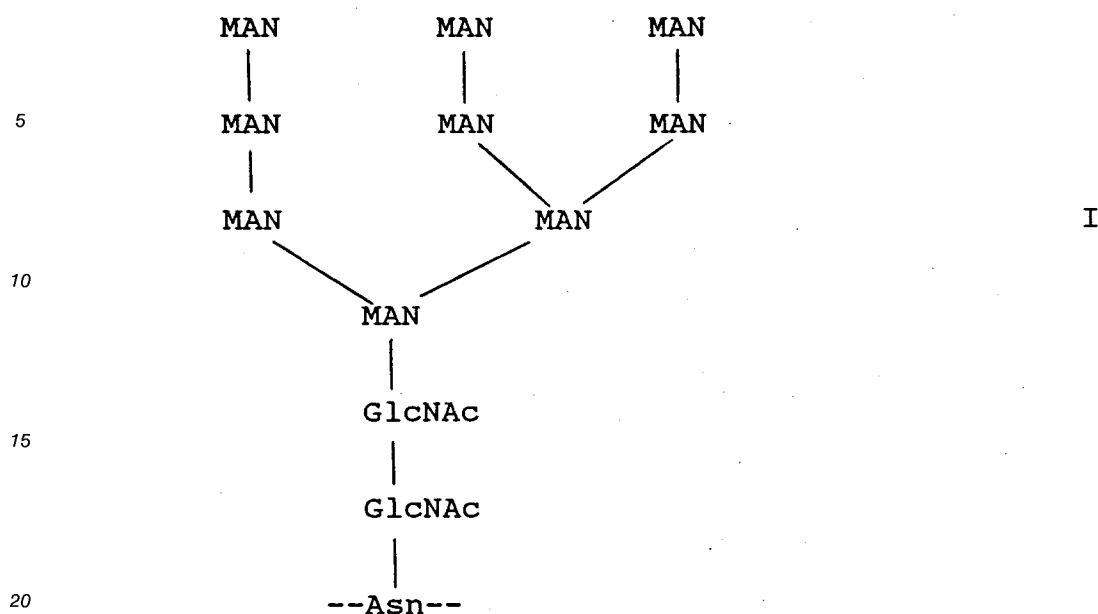 MAN MAN MAN
5 MAN MAN MAN
MAN MAN I
10
MAN
GlcNAc
15
GlcNAc
20 --Asn--